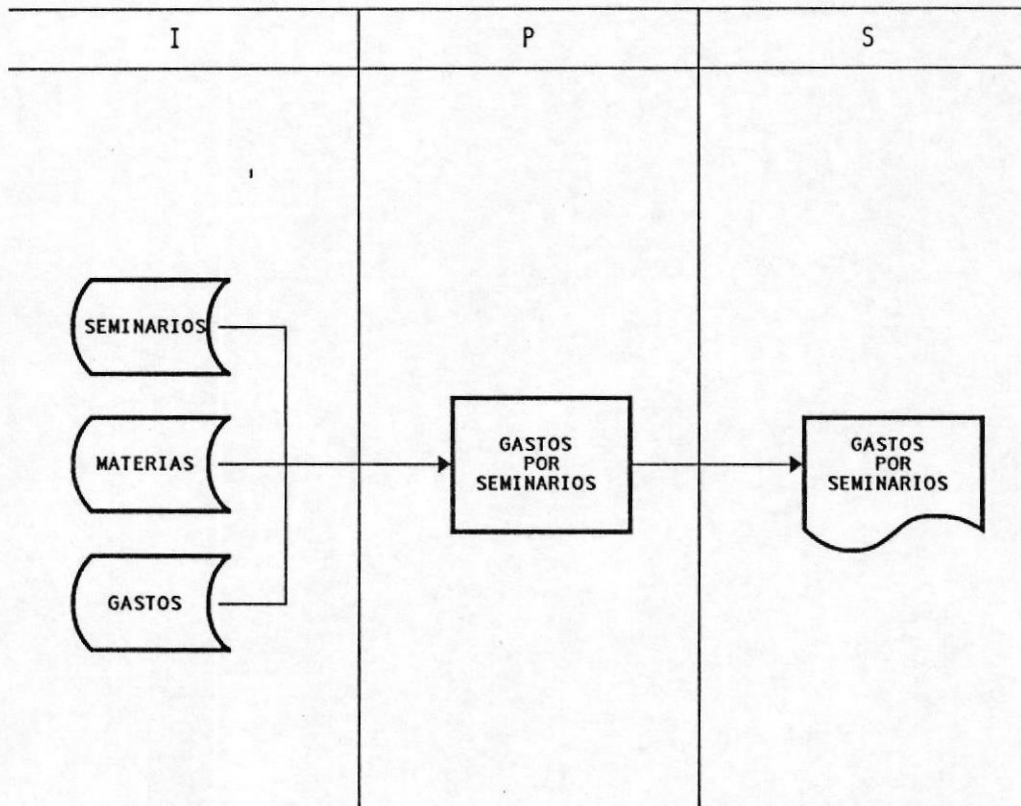 I
P
S
SEMINARIOS
MATERIAS
GASTOS
GASTOS
POR
SEMINARIOS
GASTOS
POR
SEMINARIOS